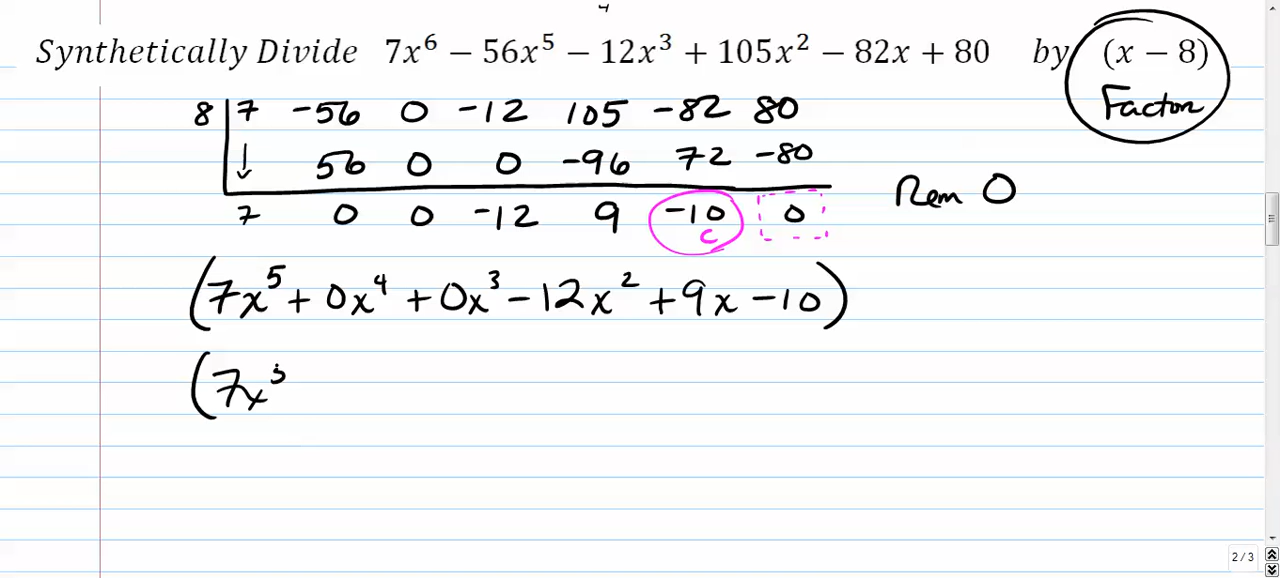 4
Synthetically Divide 7x⁶ − 56x⁵ − 12x³ + 105x² − 82x + 80 by (x − 8)
Factor
8 | 7 -56 0 -12 105 -82 80
↓ 56 0 0 -96 72 -80
7 0 0 -12 9 -10 0
c
Rem 0
(7x⁵ + 0x⁴ + 0x³ - 12x² + 9x - 10)
(7x⁵
2 / 3